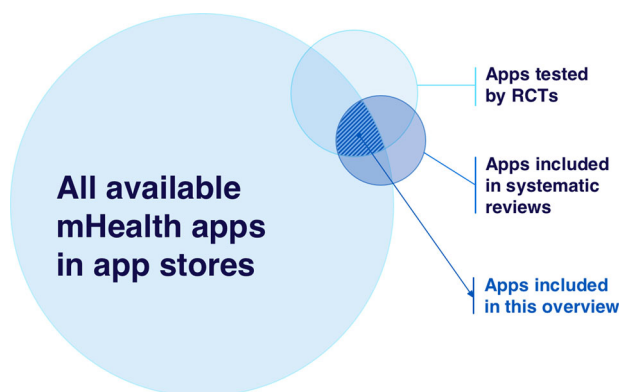 All available
mHealth apps
in app stores
Apps tested
by RCTs
Apps included
in systematic
reviews
Apps included
in this overview